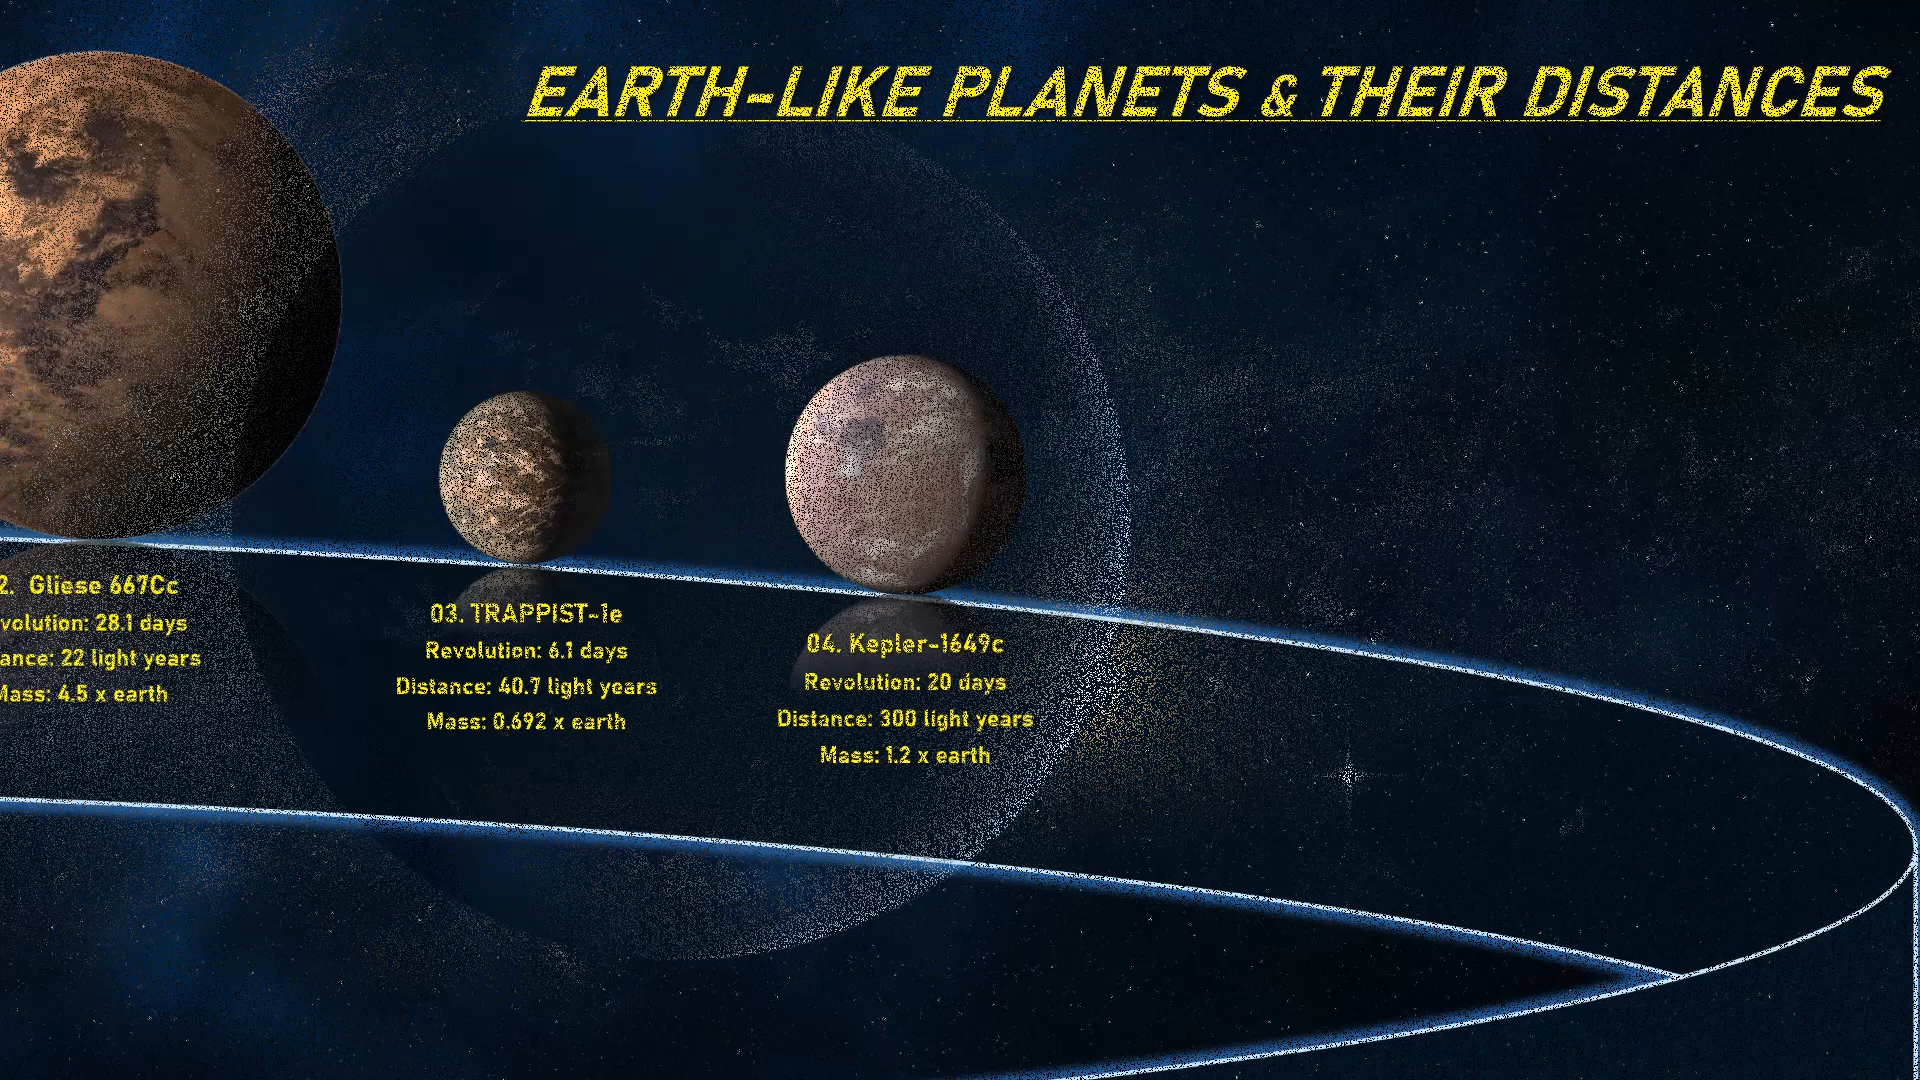 EARTH-LIKE PLANETS & THEIR DISTANCES
2. Gliese 667Cc
volution: 28.1 days
ance: 22 light years
Mass: 4.5 x earth
03. TRAPPIST-1e
Revolution: 6.1 days
Distance: 40.7 light years
Mass: 0.692 x earth
04. Kepler-1649c
Revolution: 20 days
Distance: 300 light years
Mass: 1.2 x earth